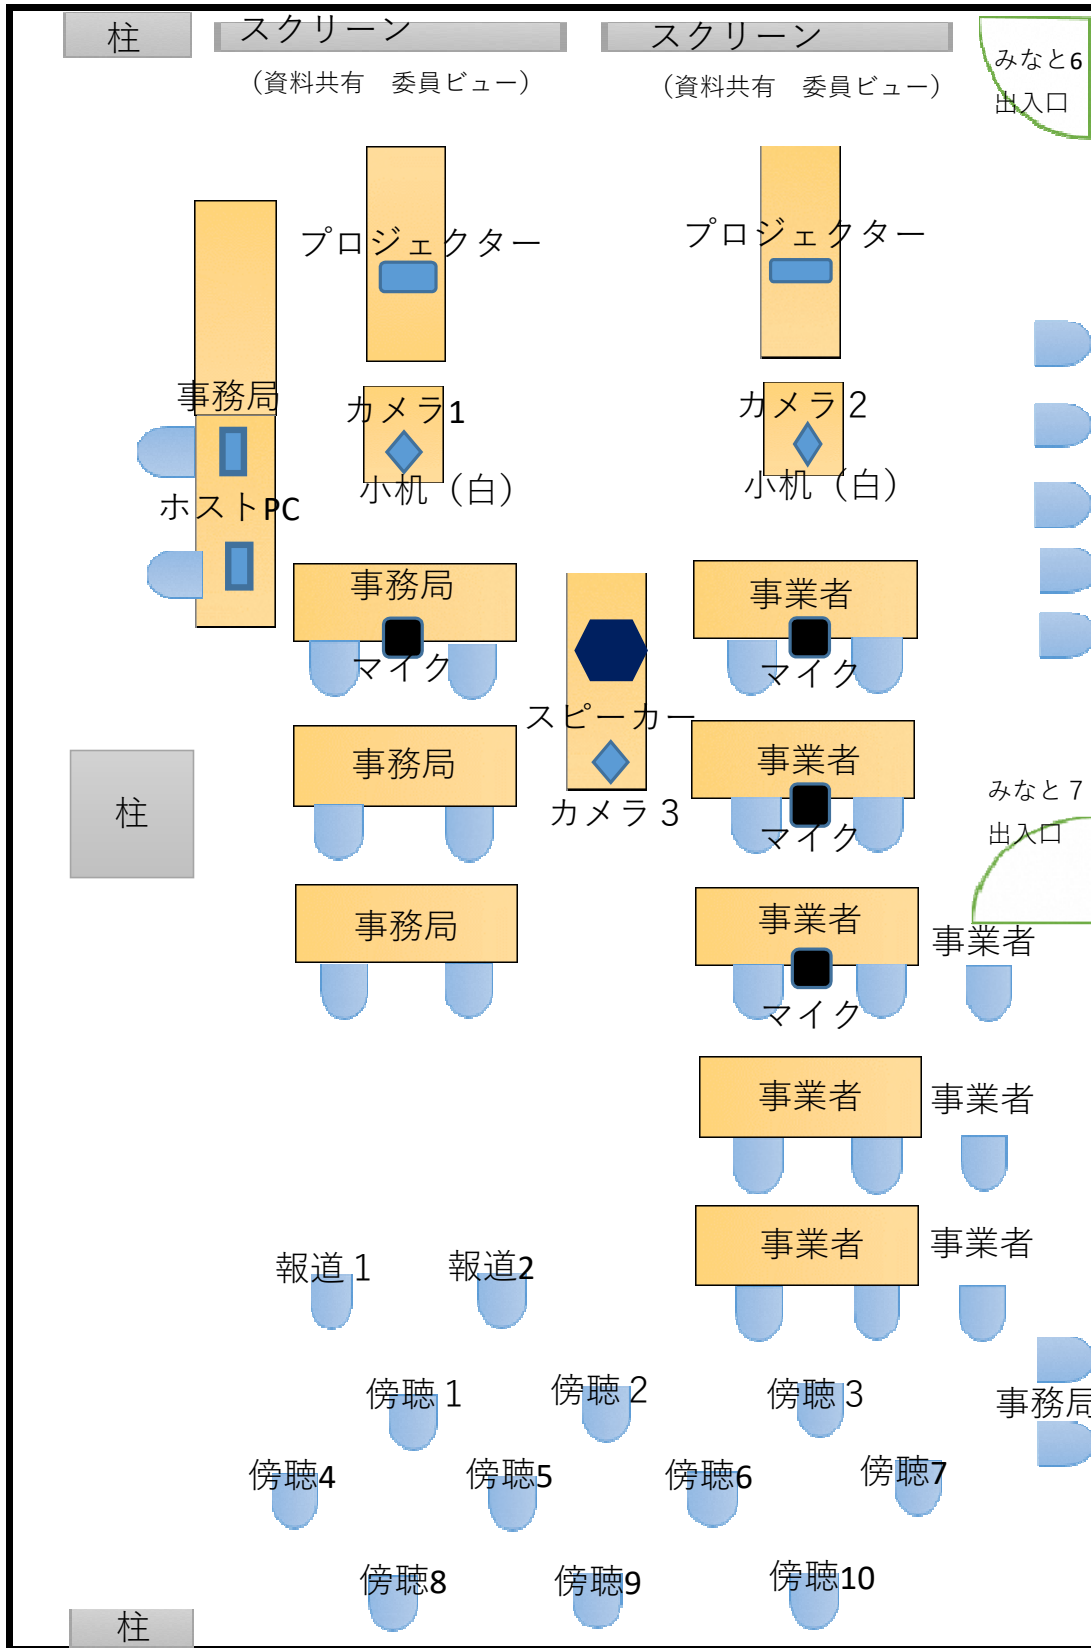 柱
スクリーン
スクリーン
(資料共有　委員ビュー)
(資料共有　委員ビュー)
みなと6
出入口
プロジェクター
プロジェクター
事務局
カメラ1
カメラ２
小机（白）
小机（白）
ホストPC
事務局
マイク
事業者
マイク
スピーカー
カメラ３
事務局
事業者
マイク
柱
みなと７
出入口
事務局
事業者
マイク
事業者
事業者
事業者
事業者
事業者
報道１
報道2
傍聴１
傍聴２
傍聴３
事務局
傍聴4
傍聴5
傍聴6
傍聴7
傍聴8
傍聴9
傍聴10
柱